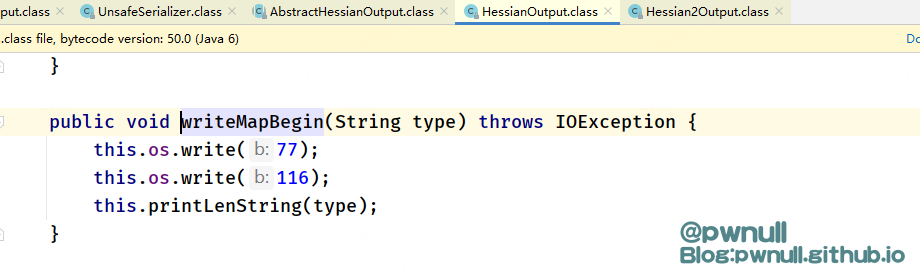 put.class × UnsafeSerializer.class × AbstractHessianOutput.class × HessianOutput.class × Hessian2Output.class ×
.class file, bytecode version: 50.0 (Java 6) Do
}
public void writeMapBegin(String type) throws IOException {
this.os.write( b: 77);
this.os.write( b: 116);
this.printLenString(type);
}
@pwnull
Blog:pwnull.github.io